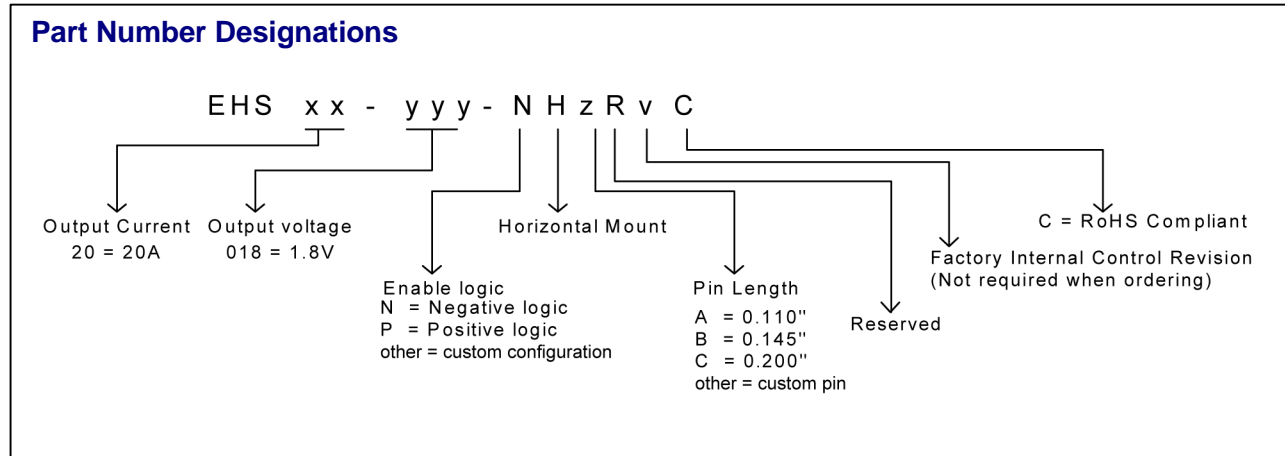 Part Number Designations
EHS xx - yyy - N H z R v C
Output Current
20 = 20A
Output voltage
018 = 1.8V
Enable logic
N = Negative logic
P = Positive logic
other = custom configuration
Horizontal Mount
Pin Length
A = 0.110"
B = 0.145"
C = 0.200"
other = custom pin
Reserved
Factory Internal Control Revision
(Not required when ordering)
C = RoHS Compliant